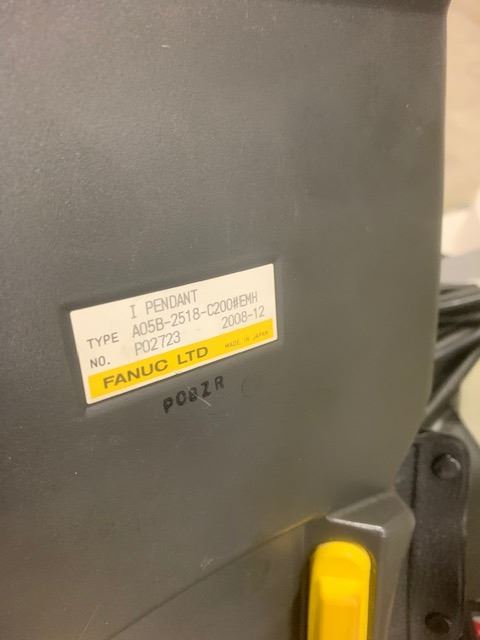 I PENDANT
TYPE A05B-2518-C200#EMH
NO. P02723 2008-12
FANUC LTD MADE IN JAPAN
P08ZR